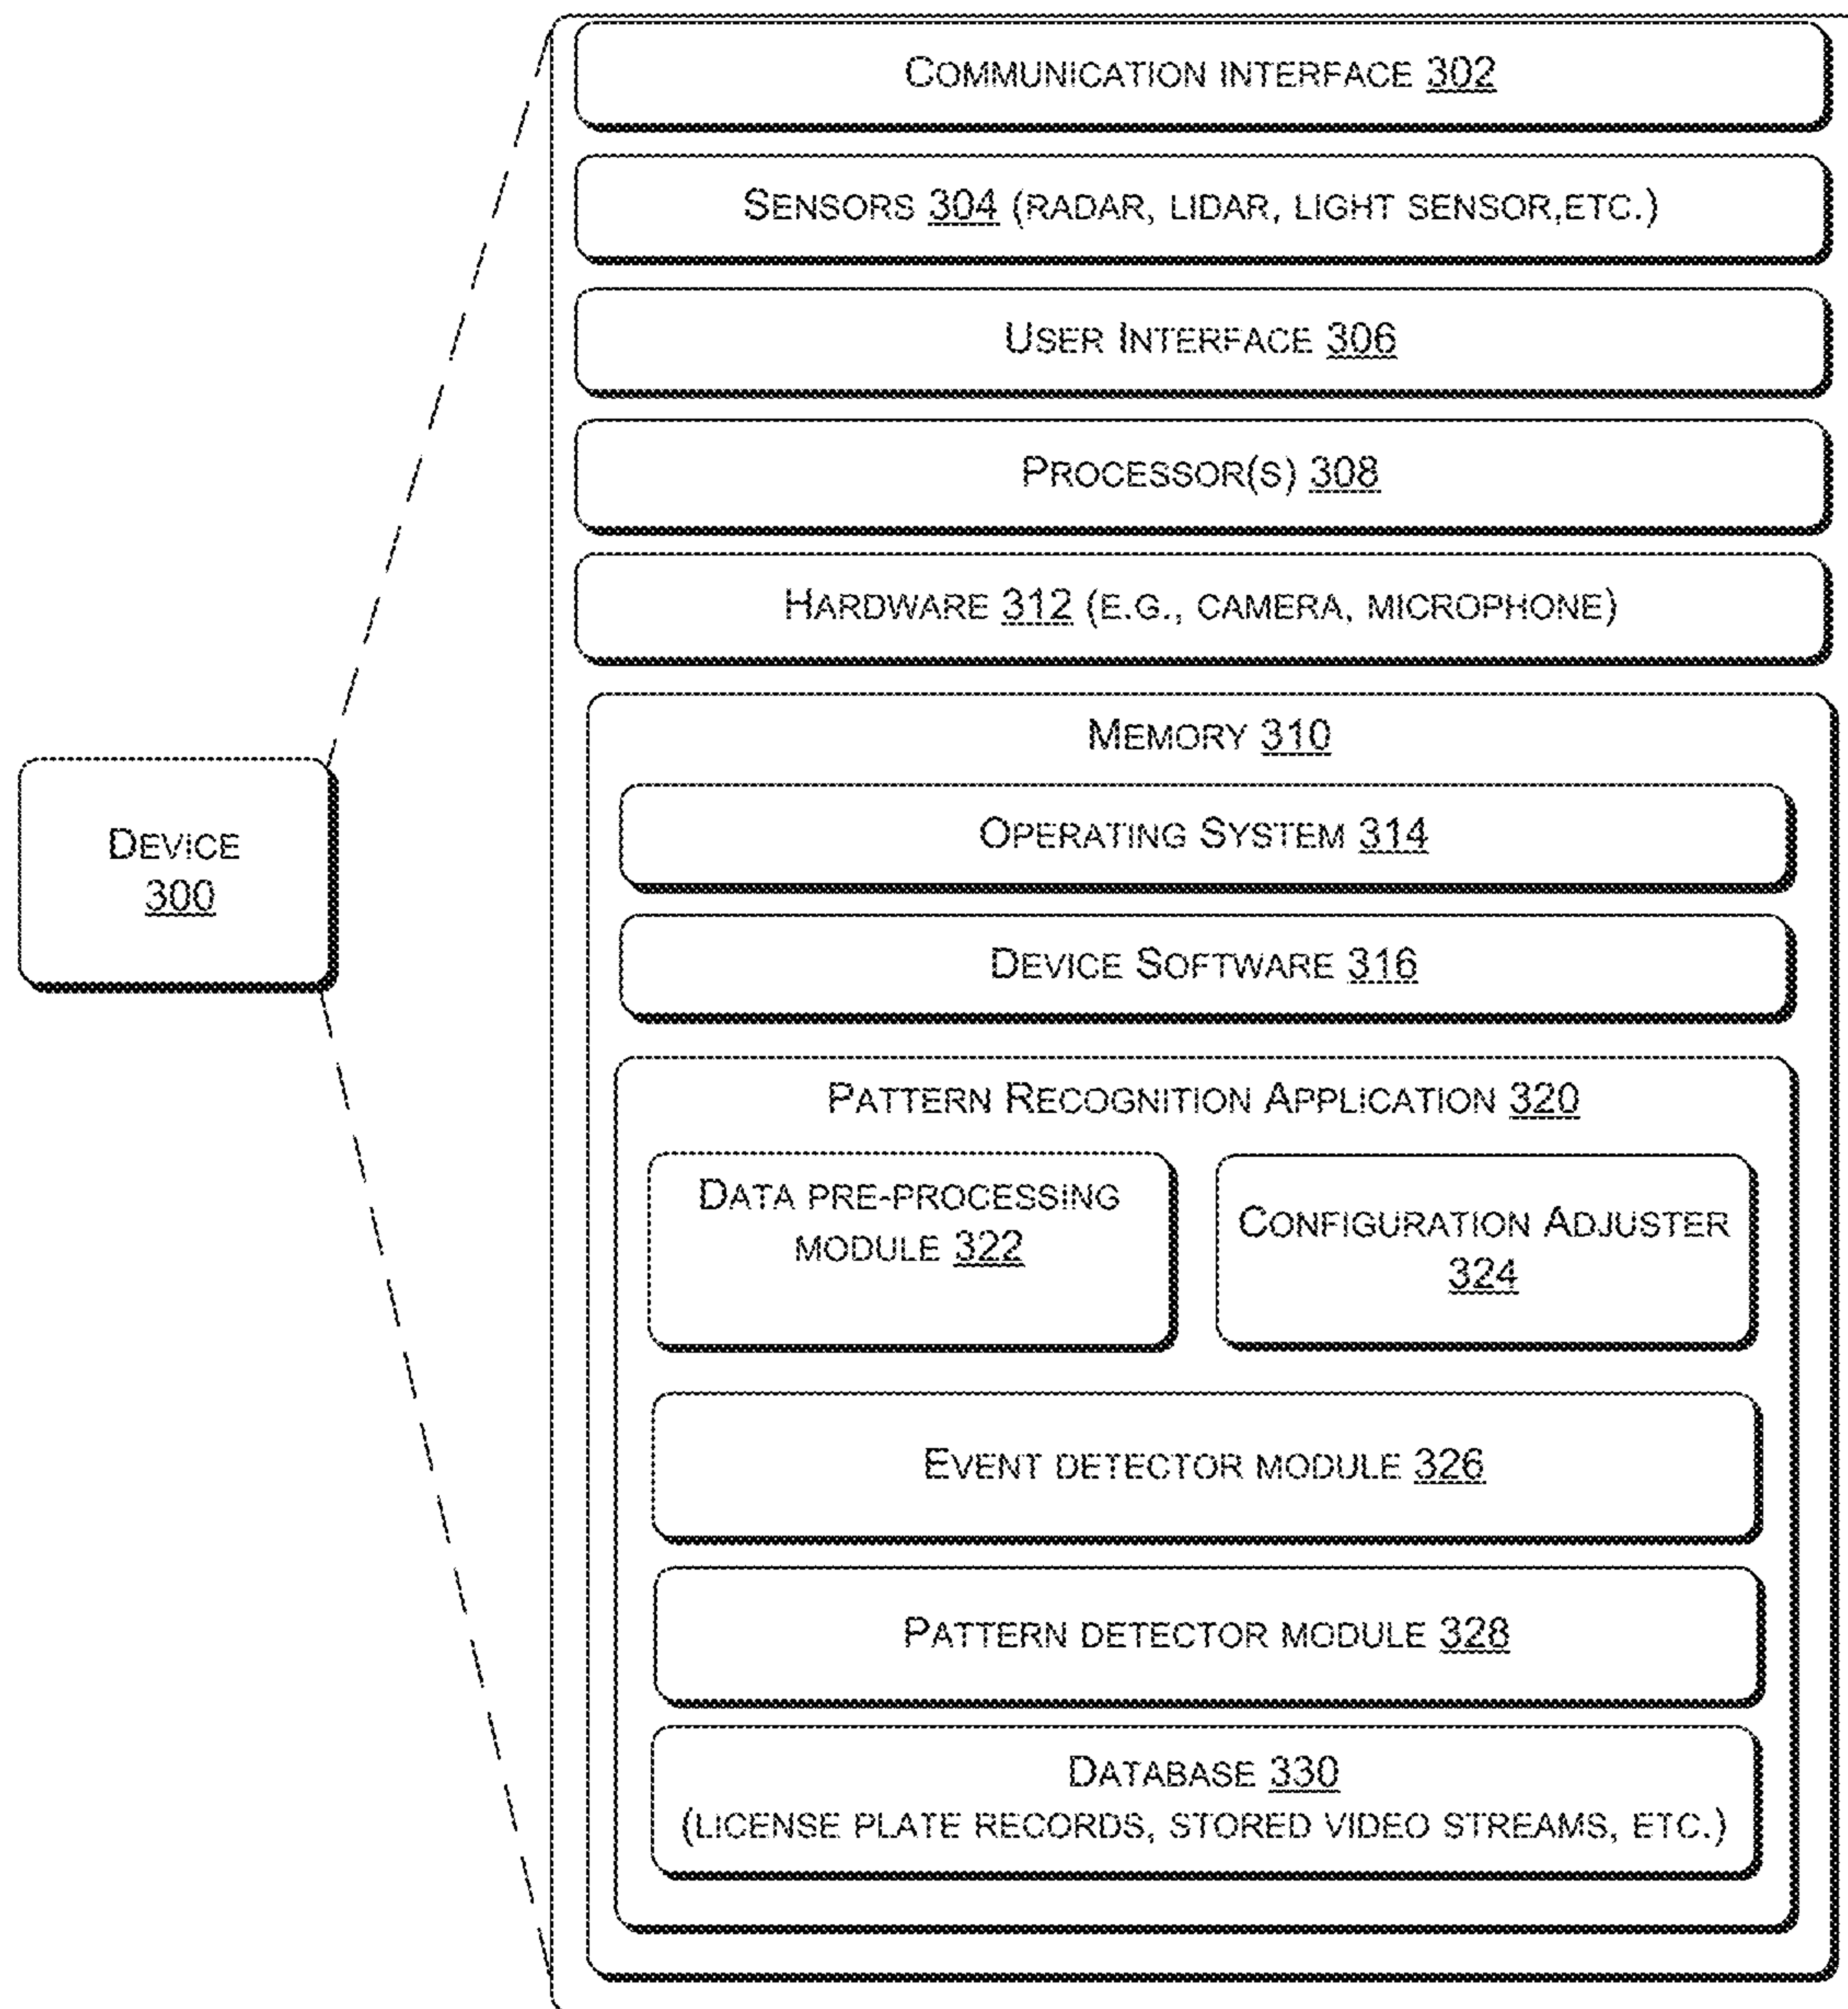 COMMUNICATION INTERFACE 302
SENSORS 304 (RADAR, LIDAR, LIGHT SENSOR,ETC.)
USER INTERFACE 306
PROCESSOR(S) 308
HARDWARE 312 (E.G., CAMERA, MICROPHONE)
MEMORY 310
DEVICE
300
OPERATING SYSTEM 314
DEVICE SOFTWARE 316
PATTERN RECOGNITION APPLICATION 320
DATA PRE-PROCESSING
MODULE 322
CONFIGURATION ADJUSTER
324
EVENT DETECTOR MODULE 326
PATTERN DETECTOR MODULE 328
DATABASE 330
(LICENSE PLATE RECORDS, STORED VIDEO STREAMS, ETC.)